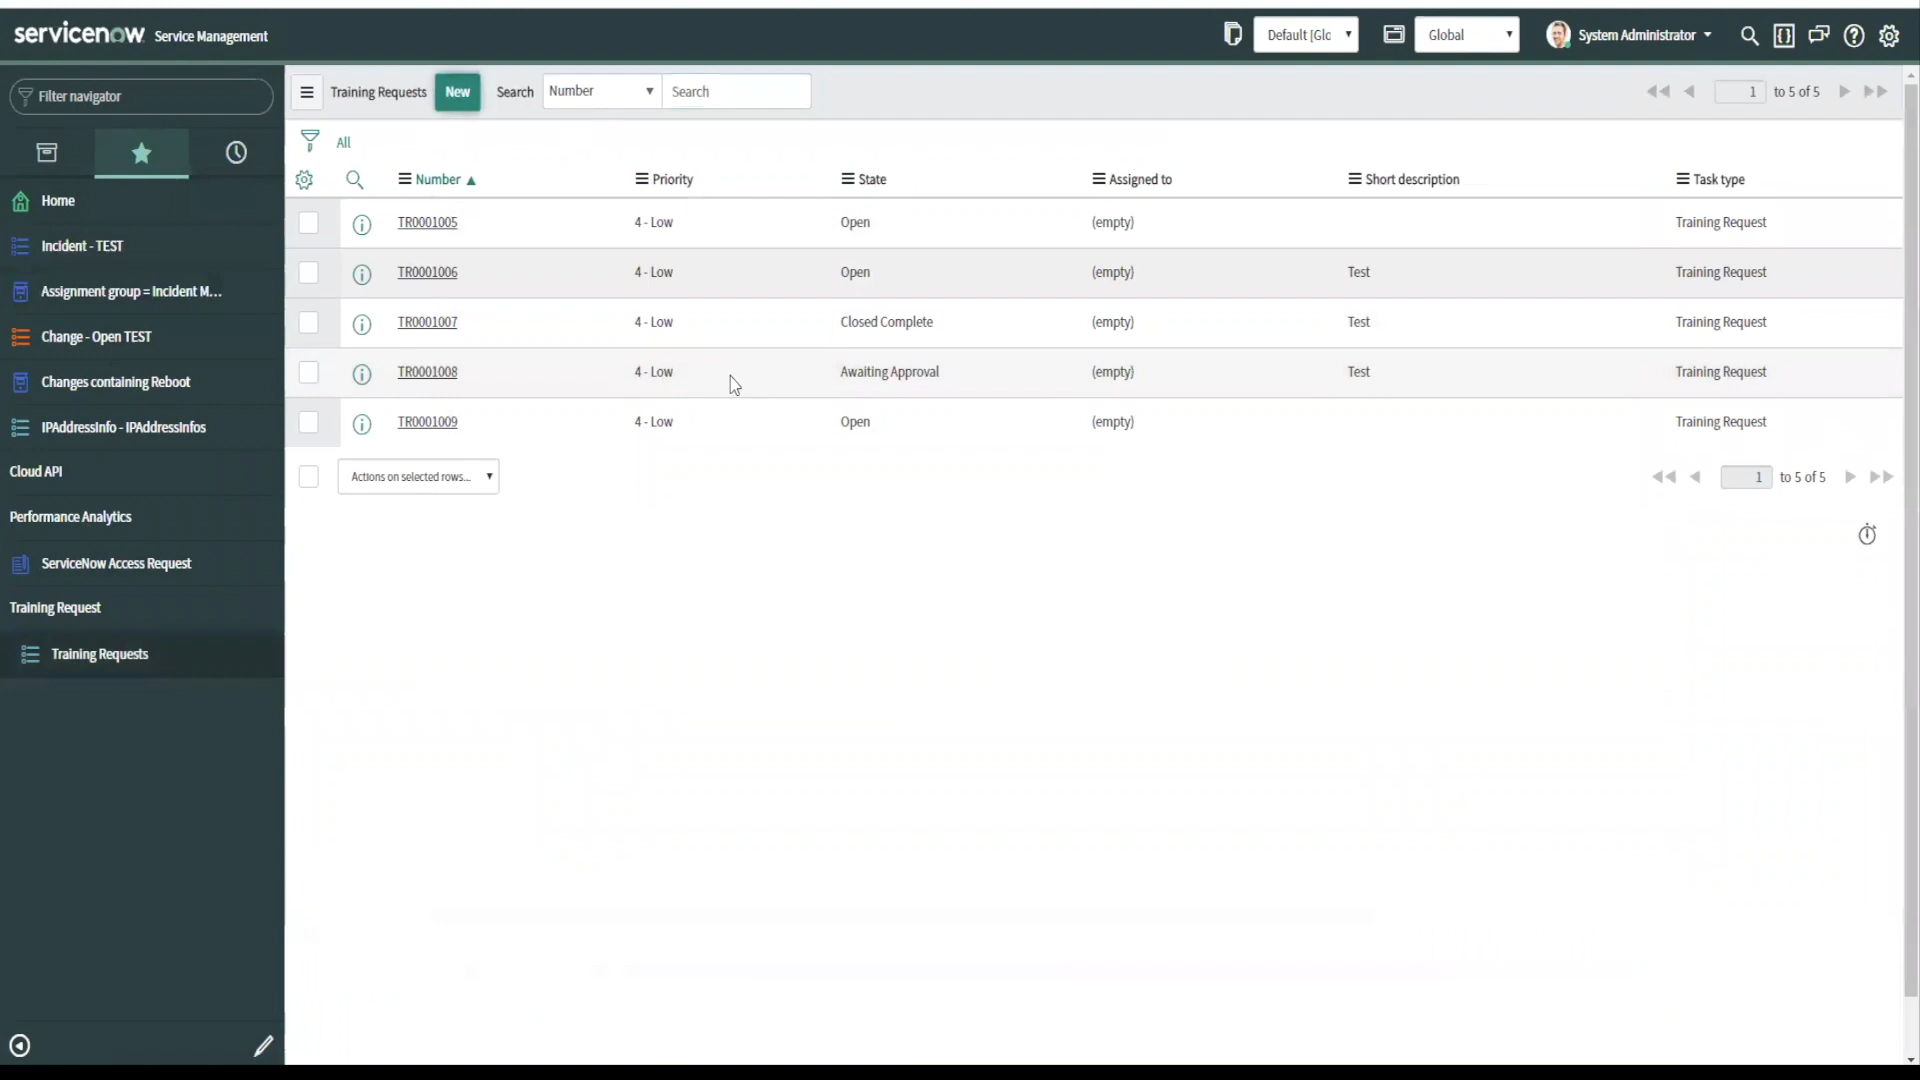 servicenow Service Management
Default [Glc
Global
System Administrator
Filter navigator
Home
Incident - TEST
Assignment group = Incident M...
Change - Open TEST
Changes containing Reboot
IPAddressInfo - IPAddressInfos
Cloud API
Performance Analytics
ServiceNow Access Request
Training Request
Training Requests
Training Requests New Search Number Search 1 to 5 of 5
All
Number Priority State Assigned to Short description Task type
TR0001005 4 - Low Open (empty) Training Request
TR0001006 4 - Low Open (empty) Test Training Request
TR0001007 4 - Low Closed Complete (empty) Test Training Request
TR0001008 4 - Low Awaiting Approval (empty) Test Training Request
TR0001009 4 - Low Open (empty) Training Request
Actions on selected rows... 1 to 5 of 5